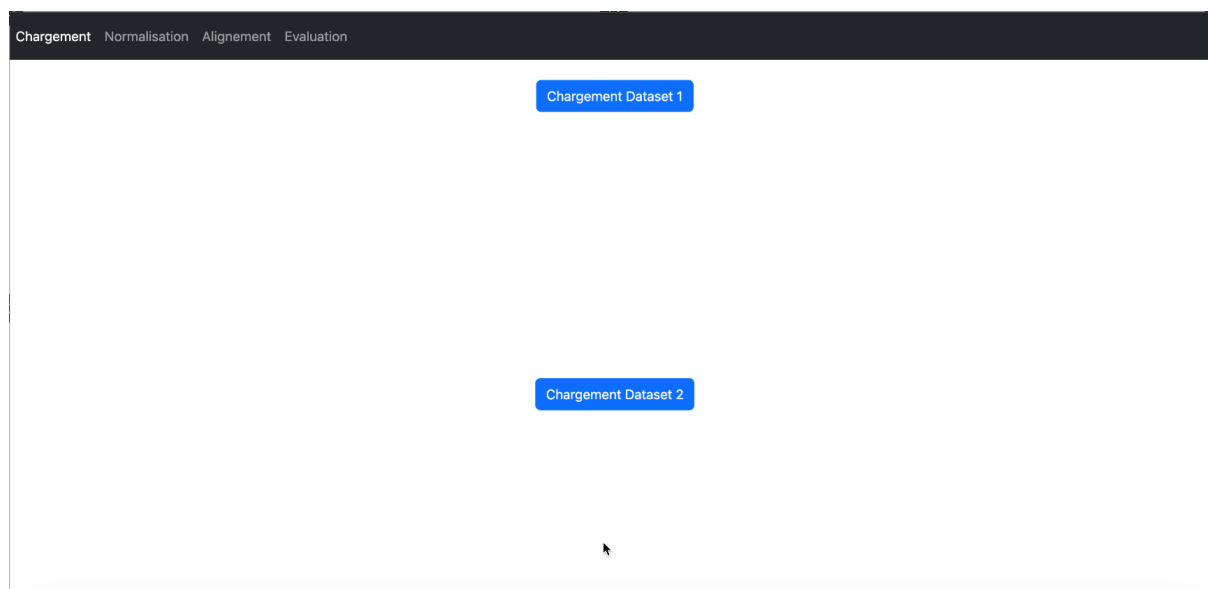 Chargement Normalisation Alignement Evaluation
Chargement Dataset 1
Chargement Dataset 2